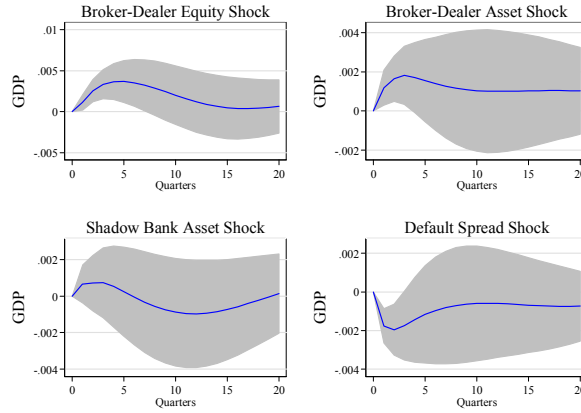 Broker-Dealer Equity Shock
.01
.005
0
-.005
GDP
0 5 10 15 20
Quarters
Broker-Dealer Asset Shock
.004
.002
0
-.002
GDP
0 5 10 15 20
Quarters
Shadow Bank Asset Shock
.002
0
-.002
-.004
GDP
0 5 10 15 20
Quarters
Default Spread Shock
.002
0
-.002
-.004
GDP
0 5 10 15 20
Quarters